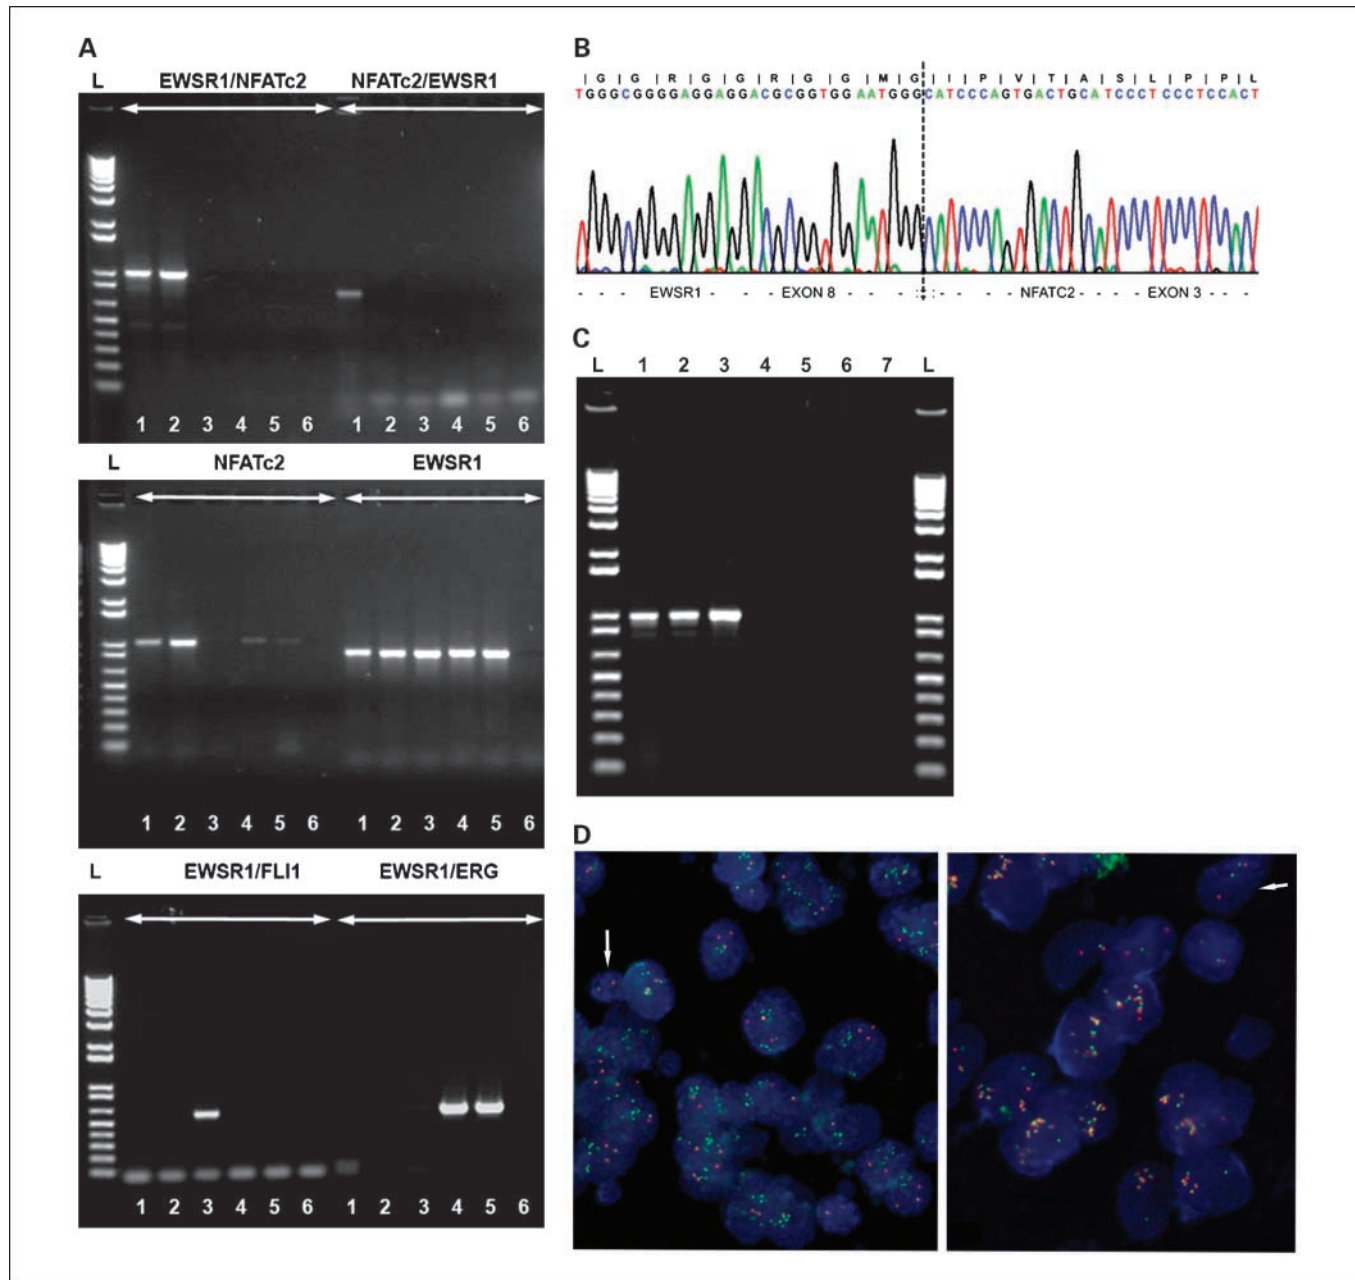 A
L EWSR1/NFATc2 NFATc2/EWSR1
1 2 3 4 5 6 1 2 3 4 5 6
L NFATc2 EWSR1
1 2 3 4 5 6 1 2 3 4 5 6
L EWSR1/FLI1 EWSR1/ERG
1 2 3 4 5 6 1 2 3 4 5 6
B
| G | G | R | G | G | R | G | G | M | G | I | P | V | T | A | S | L | P | P | L
TGGGCGGGGAGGAGGACGCGGTGGAATGGGCATCCCAGTGACTGCATCCCTCCCTCCACT
- - - EWSR1 - - - EXON 8 - - - : : - - - - NFATC2 - - - - EXON 3 - - -
C
L 1 2 3 4 5 6 7 L
D